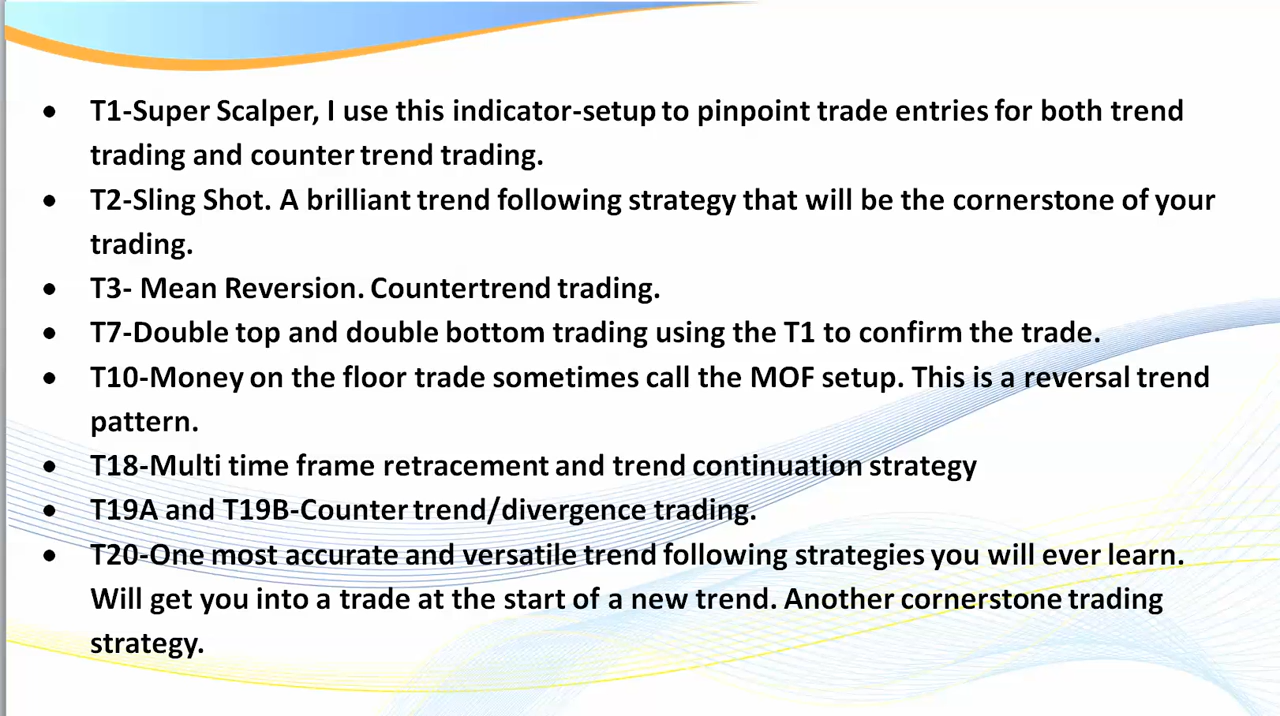 • T1-Super Scalper, I use this indicator-setup to pinpoint trade entries for both trend
trading and counter trend trading.
• T2-Sling Shot. A brilliant trend following strategy that will be the cornerstone of your
trading.
• T3- Mean Reversion. Countertrend trading.
• T7-Double top and double bottom trading using the T1 to confirm the trade.
• T10-Money on the floor trade sometimes call the MOF setup. This is a reversal trend
pattern.
• T18-Multi time frame retracement and trend continuation strategy
• T19A and T19B-Counter trend/divergence trading.
• T20-One most accurate and versatile trend following strategies you will ever learn.
Will get you into a trade at the start of a new trend. Another cornerstone trading
strategy.